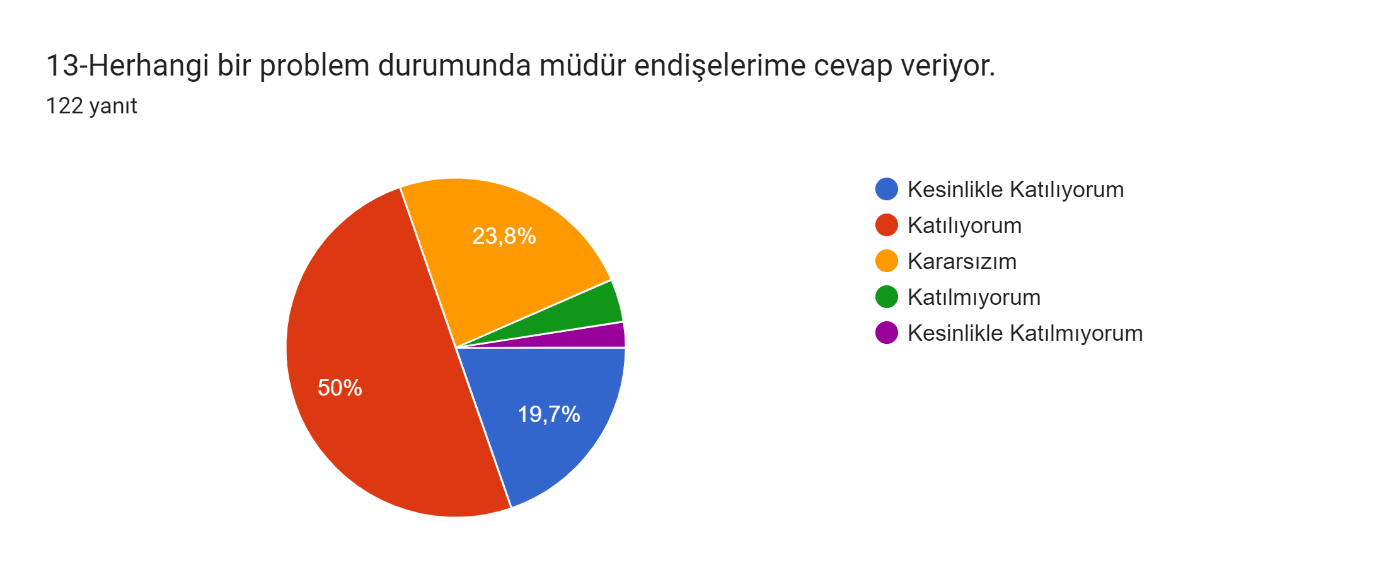 13-Herhangi bir problem durumunda müdür endişelerime cevap veriyor.
122 yanıt
23,8%
50%
19,7%
Kesinlikle Katılıyorum
Katılıyorum
Kararsızım
Katılmıyorum
Kesinlikle Katılmıyorum